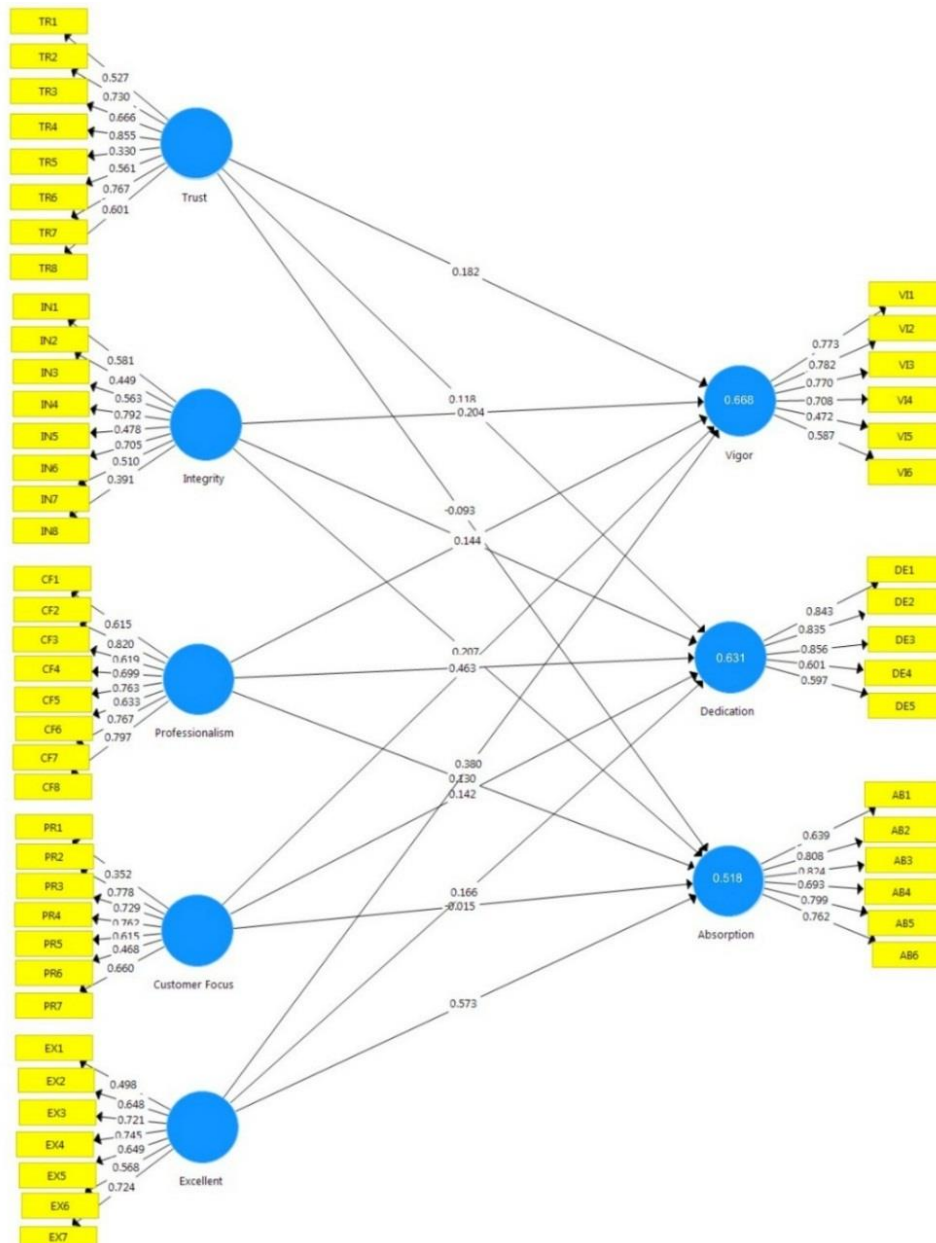 TR1
TR2
TR3
TR4
TR5
TR6
TR7
TR8
0.527
0.730
0.666
0.855
0.330
0.561
0.767
0.601
Trust
IN1
IN2
IN3
IN4
IN5
IN6
IN7
IN8
0.581
0.449
0.563
0.792
0.478
0.705
0.510
0.391
Integrity
CF1
CF2
CF3
CF4
CF5
CF6
CF7
CF8
0.615
0.820
0.619
0.699
0.763
0.633
0.767
0.797
Professionalism
PR1
PR2
PR3
PR4
PR5
PR6
PR7
0.352
0.778
0.729
0.762
0.615
0.468
0.660
Customer Focus
EX1
EX2
EX3
EX4
EX5
EX6
EX7
0.498
0.648
0.721
0.745
0.649
0.568
0.724
Excellent
0.182
0.118
0.204
-0.093
0.144
0.207
0.463
0.380
0.130
0.142
0.166
-0.015
0.573
0.668
Vigor
0.773
0.782
0.770
0.708
0.472
0.587
VI1
VI2
VI3
VI4
VI5
VI6
0.631
Dedication
0.843
0.835
0.856
0.601
0.597
DE1
DE2
DE3
DE4
DE5
0.518
Absorption
0.639
0.808
0.824
0.693
0.799
0.762
AB1
AB2
AB3
AB4
AB5
AB6